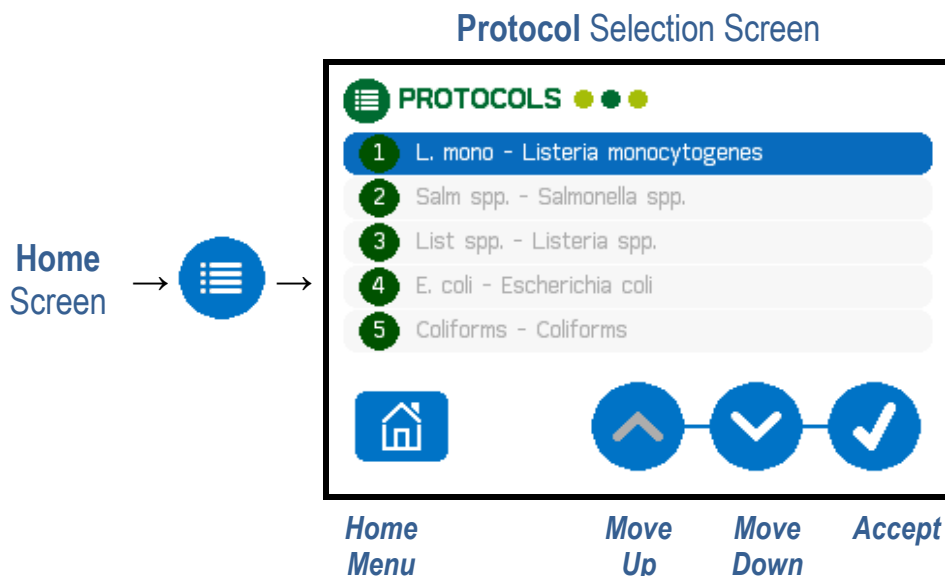 Protocol Selection Screen
PROTOCOLS
1 L. mono - Listeria monocytogenes
2 Salm spp. - Salmonella spp.
3 List spp. - Listeria spp.
4 E. coli - Escherichia coli
5 Coliforms - Coliforms
Home
Screen
→ →
Home Move Move Accept
Menu Up Down